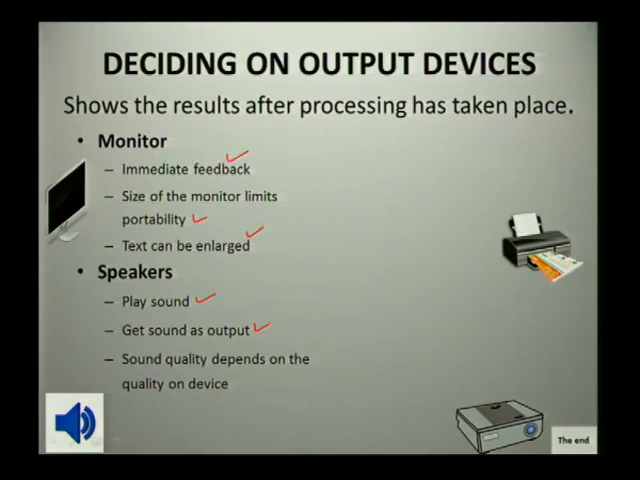 DECIDING ON OUTPUT DEVICES
Shows the results after processing has taken place.
• Monitor
– Immediate feedback
– Size of the monitor limits
portability
– Text can be enlarged
• Speakers
– Play sound
– Get sound as output
– Sound quality depends on the
quality on device
The end